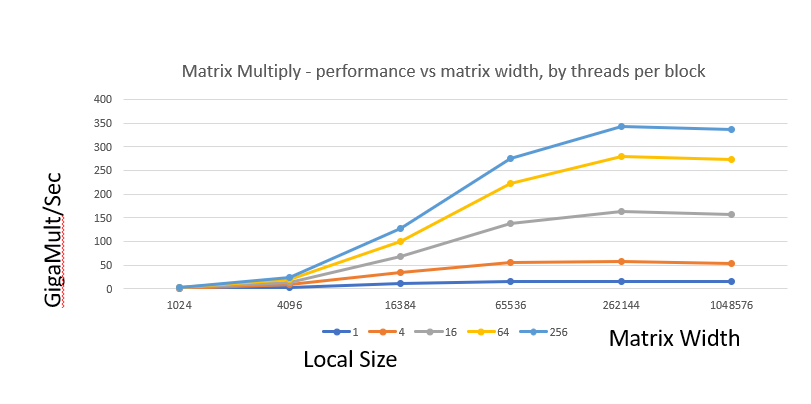 Matrix Multiply - performance vs matrix width, by threads per block
400
350
300
250
200
150
100
50
0
GigaMult/Sec
1024 4096 16384 65536 262144 1048576
1 4 16 64 256
Local Size
Matrix Width